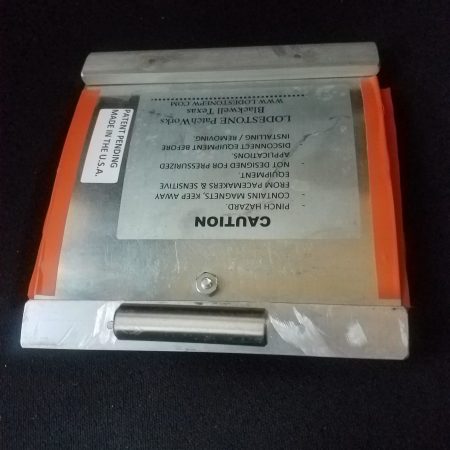 CAUTION
- PINCH HAZARD.
- CONTAINS MAGNETS, KEEP AWAY
FROM PACEMAKERS & SENSITIVE
EQUIPMENT.
- NOT DESIGNED FOR PRESSURIZED
APPLICATIONS.
- DISCONNECT EQUIPMENT BEFORE
INSTALLING / REMOVING.
LODESTONE PATCHWORKS
Blackwell Texas
WWW.LODESTONEPW.COM
PATENT PENDING
MADE IN THE U.S.A.